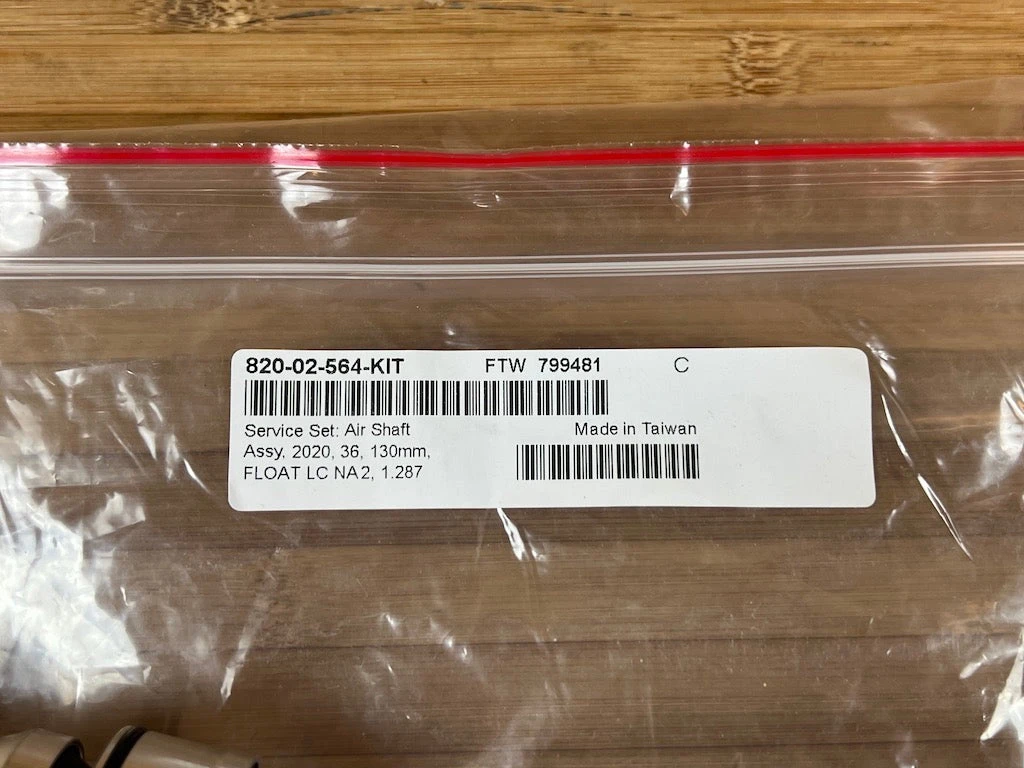 820-02-564-KIT FTW 799481 C
Service Set: Air Shaft Made in Taiwan
Assy, 2020, 36, 130mm,
FLOAT LC NA2, 1.287